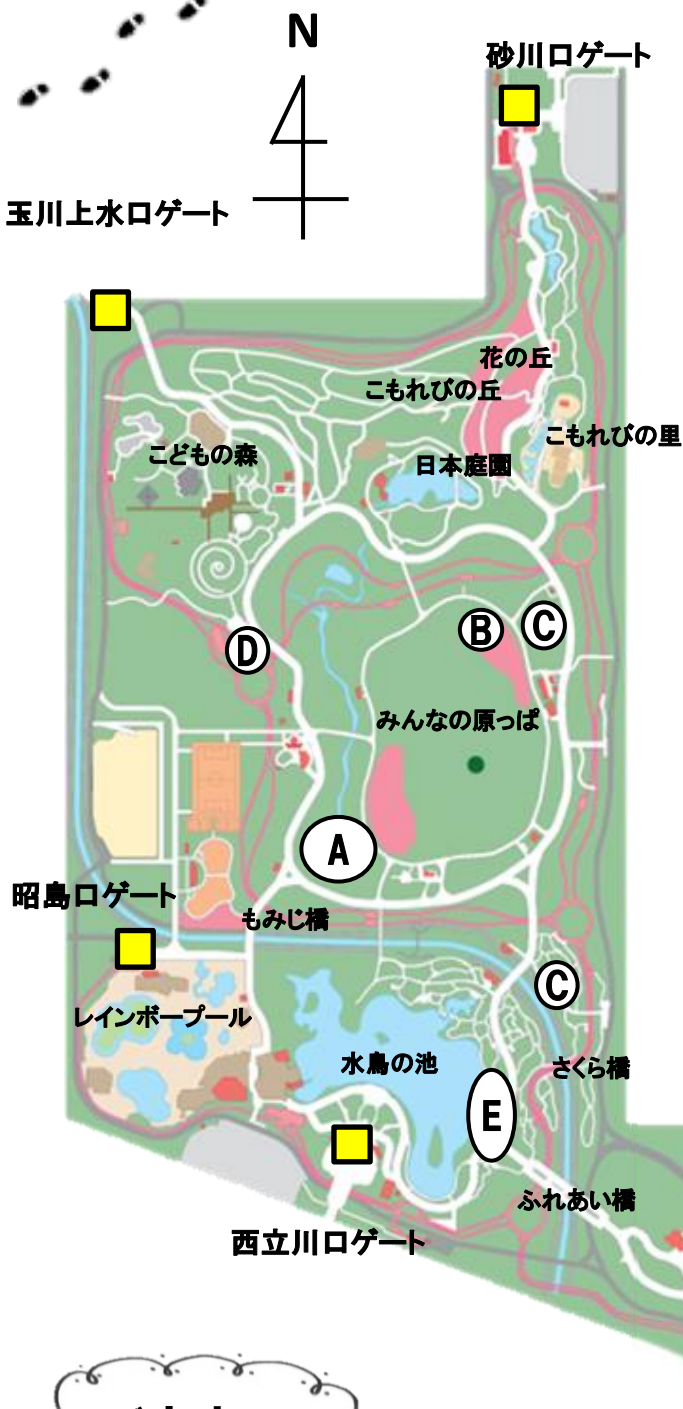 N
砂川口ゲート
玉川上水口ゲート
花の丘
こもれびの丘
こもれびの里
こどもの森
日本庭園
B
C
D
みんなの原っぱ
A
昭島口ゲート
もみじ橋
C
レインボープール
水鳥の池
さくら橋
E
ふれあい橋
西立川口ゲート